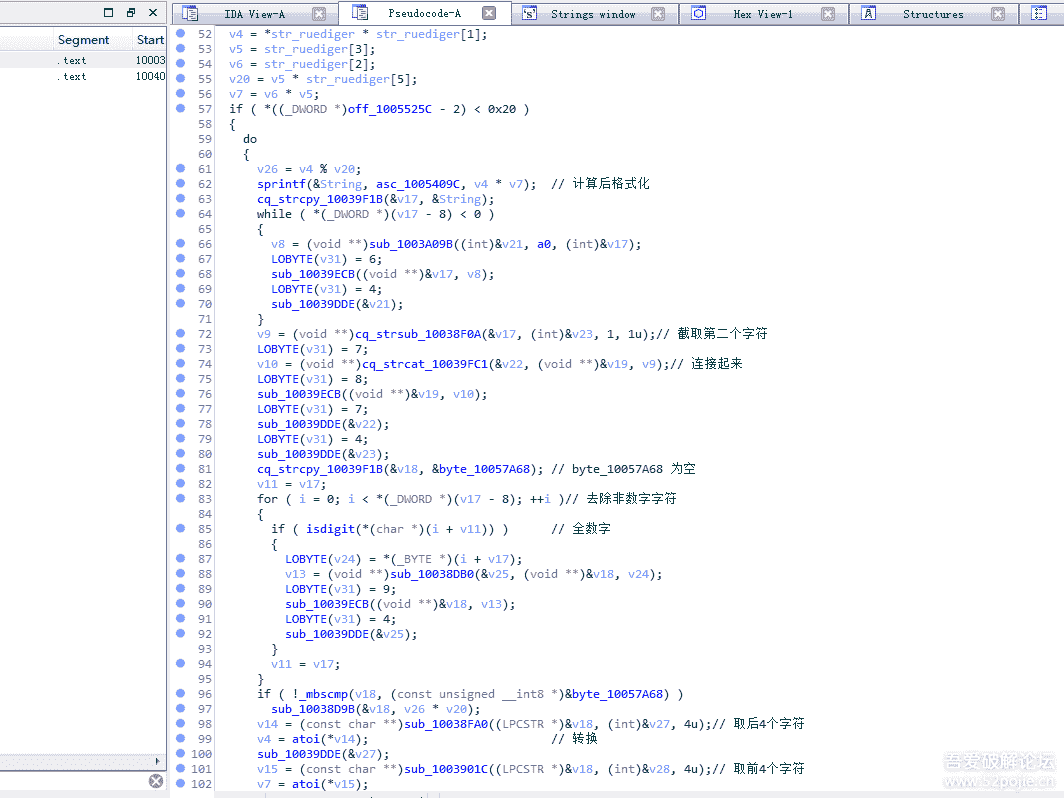 IDA View-A
Pseudocode-A
Strings window
Hex View-1
Structures
Segment Start
.text 10003
.text 10040
52 v4 = *str_ruediger * str_ruediger[1];
53 v5 = str_ruediger[3];
54 v6 = str_ruediger[2];
55 v20 = v5 * str_ruediger[5];
56 v7 = v6 * v5;
57 if ( *((_DWORD *)off_1005525C - 2) < 0x20 )
58 {
59 do
60 {
61 v26 = v4 % v20;
62 sprintf(&String, asc_1005409C, v4 * v7); // 计算后格式化
63 cq_strcpy_10039F1B(&v17, &String);
64 while ( *(_DWORD *)(v17 - 8) < 0 )
65 {
66 v8 = (void **)sub_1003A09B((int)&v21, a0, (int)&v17);
67 LOBYTE(v31) = 6;
68 sub_10039ECB((void **)&v17, v8);
69 LOBYTE(v31) = 4;
70 sub_10039DDE(&v21);
71 }
72 v9 = (void **)cq_strsub_10038F0A(&v17, (int)&v23, 1, 1u);// 截取第二个字符
73 LOBYTE(v31) = 7;
74 v10 = (void **)cq_strcat_10039FC1(&v22, (void **)&v19, v9);// 连接起来
75 LOBYTE(v31) = 8;
76 sub_10039ECB((void **)&v19, v10);
77 LOBYTE(v31) = 7;
78 sub_10039DDE(&v22);
79 LOBYTE(v31) = 4;
80 sub_10039DDE(&v23);
81 cq_strcpy_10039F1B(&v18, &byte_10057A68); // byte_10057A68 为空
82 v11 = v17;
83 for ( i = 0; i < *(_DWORD *)(v17 - 8); ++i )// 去除非数字字符
84 {
85 if ( isdigit(*(char *)(i + v11)) ) // 全数字
86 {
87 LOBYTE(v24) = *(_BYTE *)(i + v17);
88 v13 = (void **)sub_10038DB0(&v25, (void **)&v18, v24);
89 LOBYTE(v31) = 9;
90 sub_10039ECB((void **)&v18, v13);
91 LOBYTE(v31) = 4;
92 sub_10039DDE(&v25);
93 }
94 v11 = v17;
95 }
96 if ( !_mbscmp(v18, (const unsigned __int8 *)&byte_10057A68) )
97 sub_10038D9B(&v18, v26 * v20);
98 v14 = (const char **)sub_10038FA0((LPCSTR *)&v18, (int)&v27, 4u);// 取后4个字符
99 v4 = atoi(*v14); // 转换
100 sub_10039DDE(&v27);
101 v15 = (const char **)sub_1003901C((LPCSTR *)&v18, (int)&v28, 4u);// 取前4个字符
102 v7 = atoi(*v15);
吾爱破解论坛
www.52pojie.cn